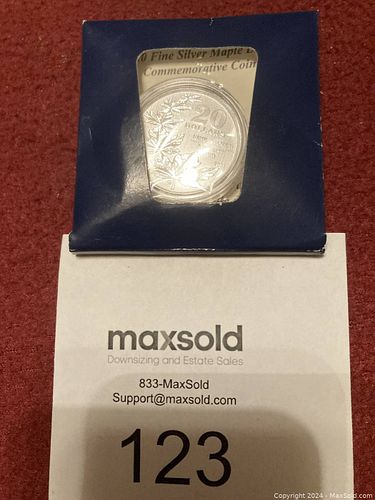 0 Fine Silver Maple
Commemorative Coin
20
DOLLARS
maxsold
Downsizing and Estate Sales
833-MaxSold
Support@maxsold.com
123
Copyright 2024 - MaxSold.com